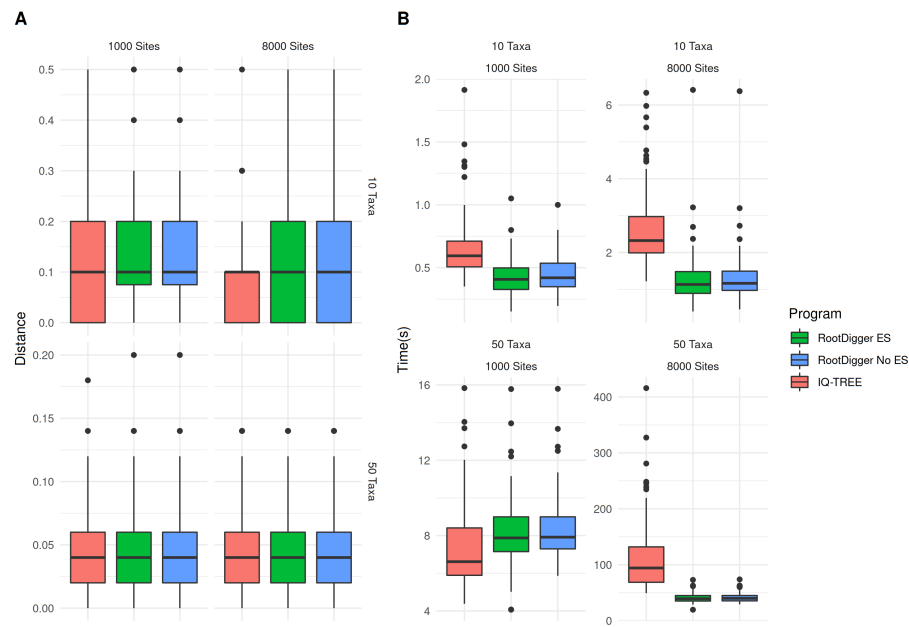 A
B
1000 Sites
8000 Sites
0.5
0.4
0.3
0.2
0.1
0.0
10 Taxa
0.20
0.15
0.10
0.05
0.00
50 Taxa
Distance
10 Taxa
1000 Sites
2.0
1.5
1.0
0.5
10 Taxa
8000 Sites
6
4
2
50 Taxa
1000 Sites
16
12
8
4
50 Taxa
8000 Sites
400
300
200
100
0
Time(s)
Program
RootDigger ES
RootDigger No ES
IQ-TREE